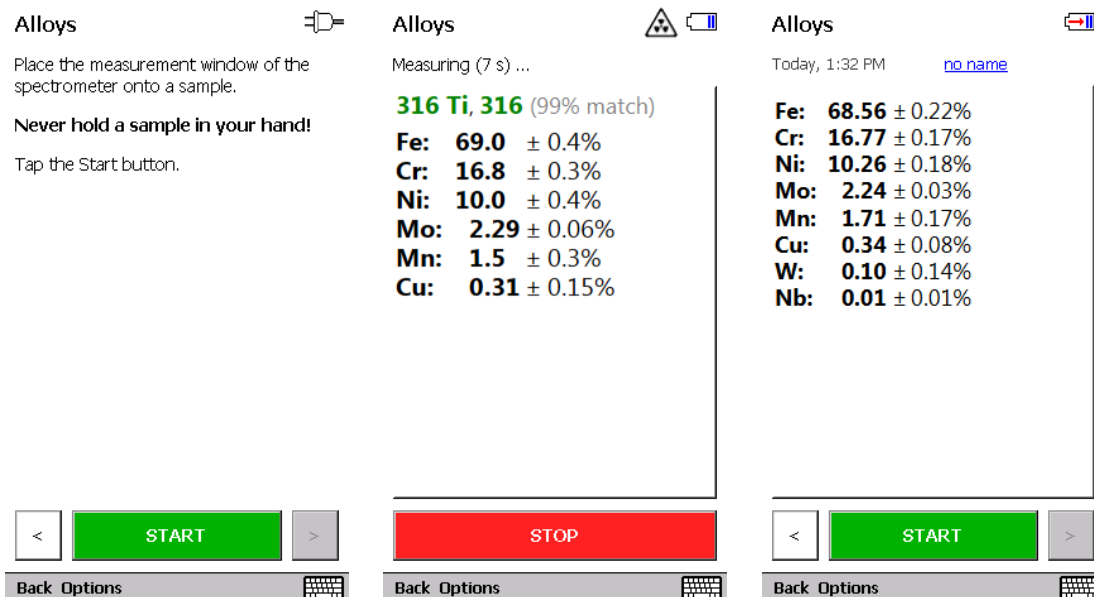 Alloys
Place the measurement window of the
spectrometer onto a sample.
Never hold a sample in your hand!
Tap the Start button.
<
START
>
Back Options
Alloys
Measuring (7 s) ...
316 Ti, 316 (99% match)
Fe: 69.0 ± 0.4%
Cr: 16.8 ± 0.3%
Ni: 10.0 ± 0.4%
Mo: 2.29 ± 0.06%
Mn: 1.5 ± 0.3%
Cu: 0.31 ± 0.15%
STOP
Back Options
Alloys
Today, 1:32 PM no name
Fe: 68.56 ± 0.22%
Cr: 16.77 ± 0.17%
Ni: 10.26 ± 0.18%
Mo: 2.24 ± 0.03%
Mn: 1.71 ± 0.17%
Cu: 0.34 ± 0.08%
W: 0.10 ± 0.14%
Nb: 0.01 ± 0.01%
<
START
>
Back Options